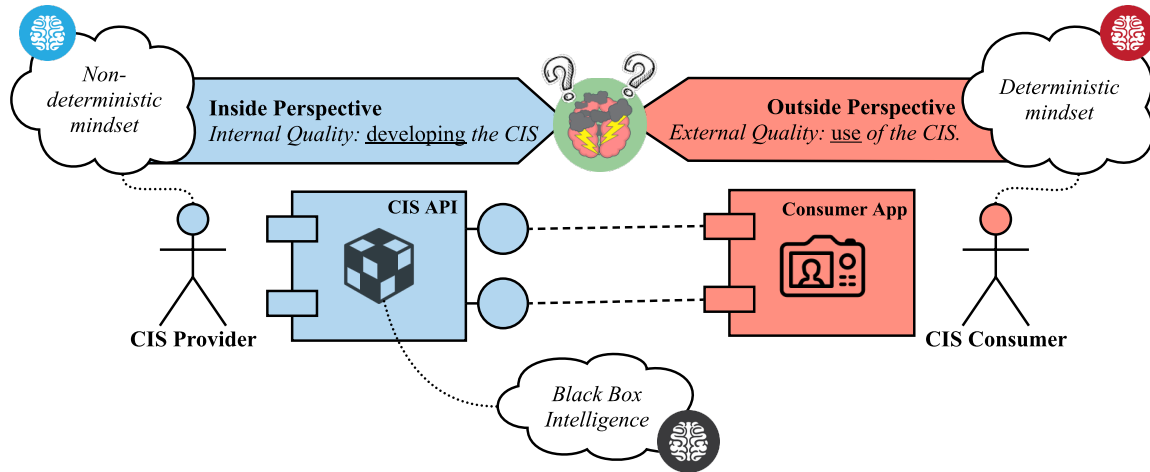 Non-
deterministic
mindset
Inside Perspective
Internal Quality: developing the CIS
Outside Perspective
External Quality: use of the CIS.
Deterministic
mindset
CIS API
Consumer App
CIS Provider
CIS Consumer
Black Box
Intelligence